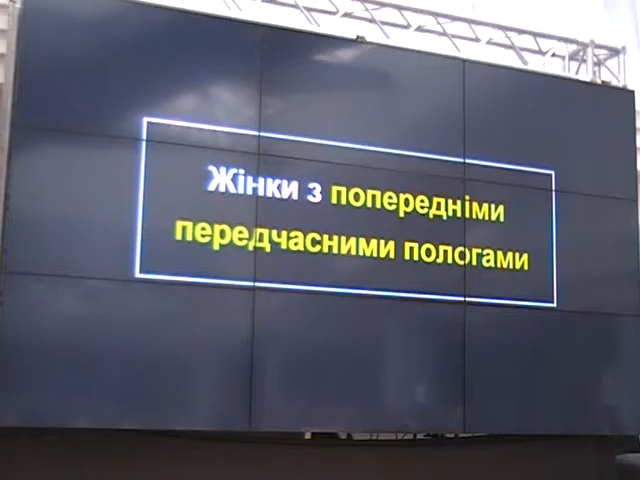 Жінки з попередніми
передчасними пологами